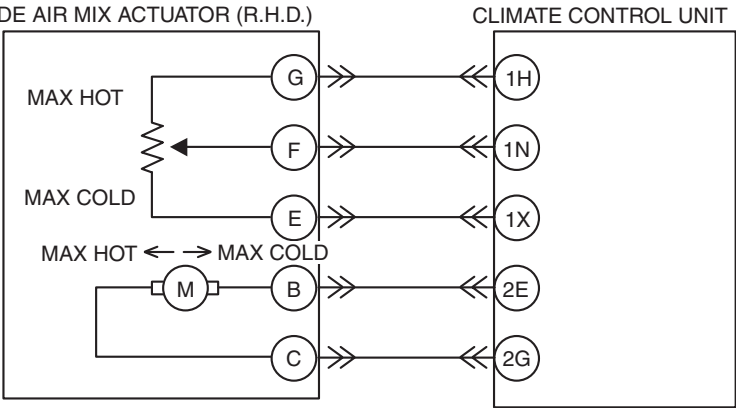 AIR MIX ACTUATOR (R.H.D.)
CLIMATE CONTROL UNIT
G
1H
MAX HOT
F
1N
MAX COLD
E
1X
MAX HOT MAX COLD
M
B
2E
C
2G